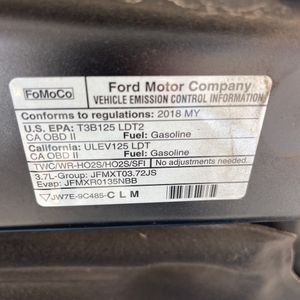 FoMoCo
Ford Motor Company
VEHICLE EMISSION CONTROL INFORMATION
Conforms to regulations: 2018 MY
U.S. EPA: T3B125 LDT2
CA OBD II Fuel: Gasoline
California: ULEV125 LDT
CA OBD II Fuel: Gasoline
TWC/WR-HO2S/HO2S/SFI No adjustments needed.
3.7L-Group: JFMXT03.72JS
Evap: JFMXR0135NBB
JW7E-9C485-C L M